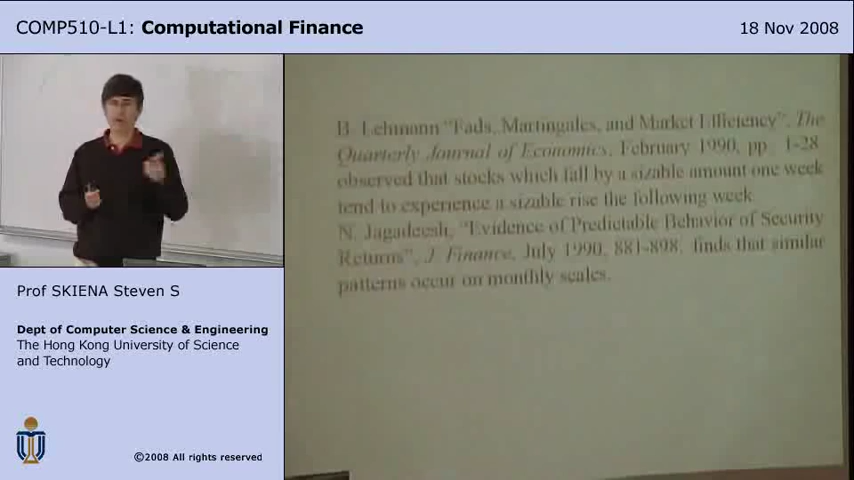 COMP510-L1: Computational Finance
18 Nov 2008
B. Lehmann "Fads, Martingales, and Market Efficiency", The
Quarterly Journal of Economics, February 1990, pp. 1-28
observed that stocks which fall by a sizable amount one week
tend to experience a sizable rise the following week.
N. Jagadeesh, "Evidence of Predictable Behavior of Security
Returns", J. Finance, July 1990, 881-898, finds that similar
patterns occur on monthly scales.
Prof SKIENA Steven S
Dept of Computer Science & Engineering
The Hong Kong University of Science
and Technology
©2008 All rights reserved